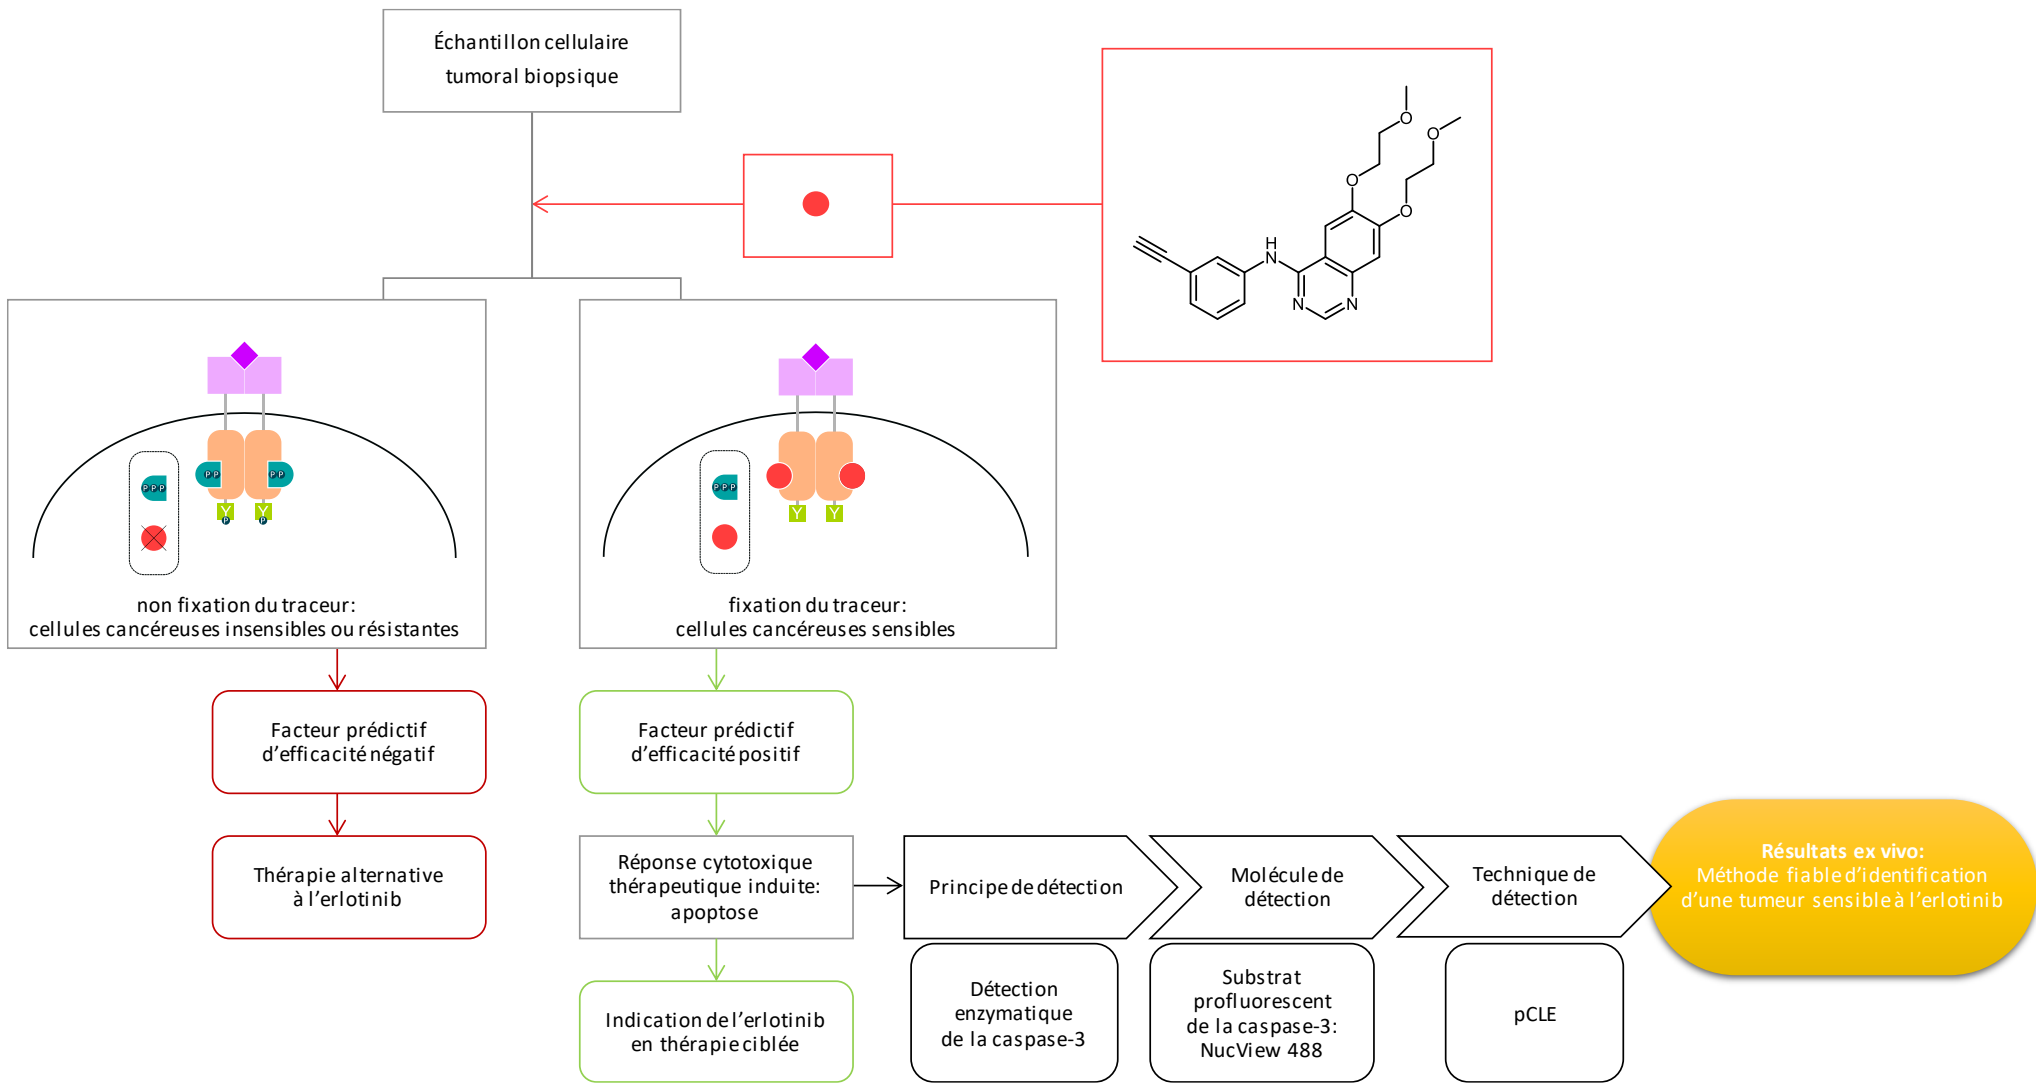 Échantillon cellulaire
tumoral biopsique
O
O
O
O
H
N
N
N
P P P
P P
P P
Y
Y
P
P
P P P
Y
Y
non fixation du traceur:
cellules cancéreuses insensibles ou résistantes
fixation du traceur:
cellules cancéreuses sensibles
Facteur prédictif
d’efficacité négatif
Facteur prédictif
d’efficacité positif
Thérapie alternative
à l’erlotinib
Réponse cytotoxique
thérapeutique induite:
apoptose
Principe de détection
Molécule de
détection
Technique de
détection
Résultats ex vivo:
Méthode fiable d’identification
d’une tumeur sensible à l’erlotinib
Indication de l’erlotinib
en thérapie ciblée
Détection
enzymatique
de la caspase-3
Substrat
profluorescent
de la caspase-3:
NucView 488
pCLE